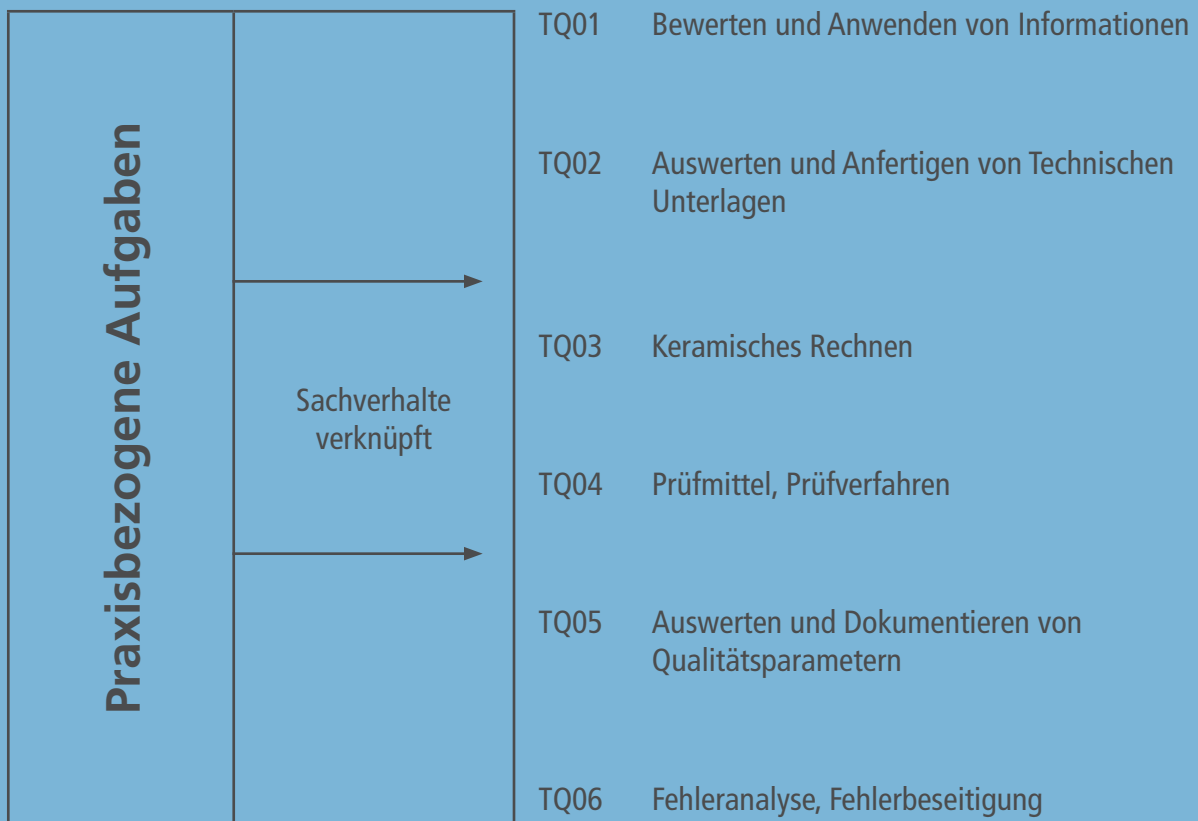 Praxisbezogene Aufgaben
Sachverhalte
verknüpft
TQ01 Bewerten und Anwenden von Informationen
TQ02 Auswerten und Anfertigen von Technischen
Unterlagen
TQ03 Keramisches Rechnen
TQ04 Prüfmittel, Prüfverfahren
TQ05 Auswerten und Dokumentieren von
Qualitätsparametern
TQ06 Fehleranalyse, Fehlerbeseitigung